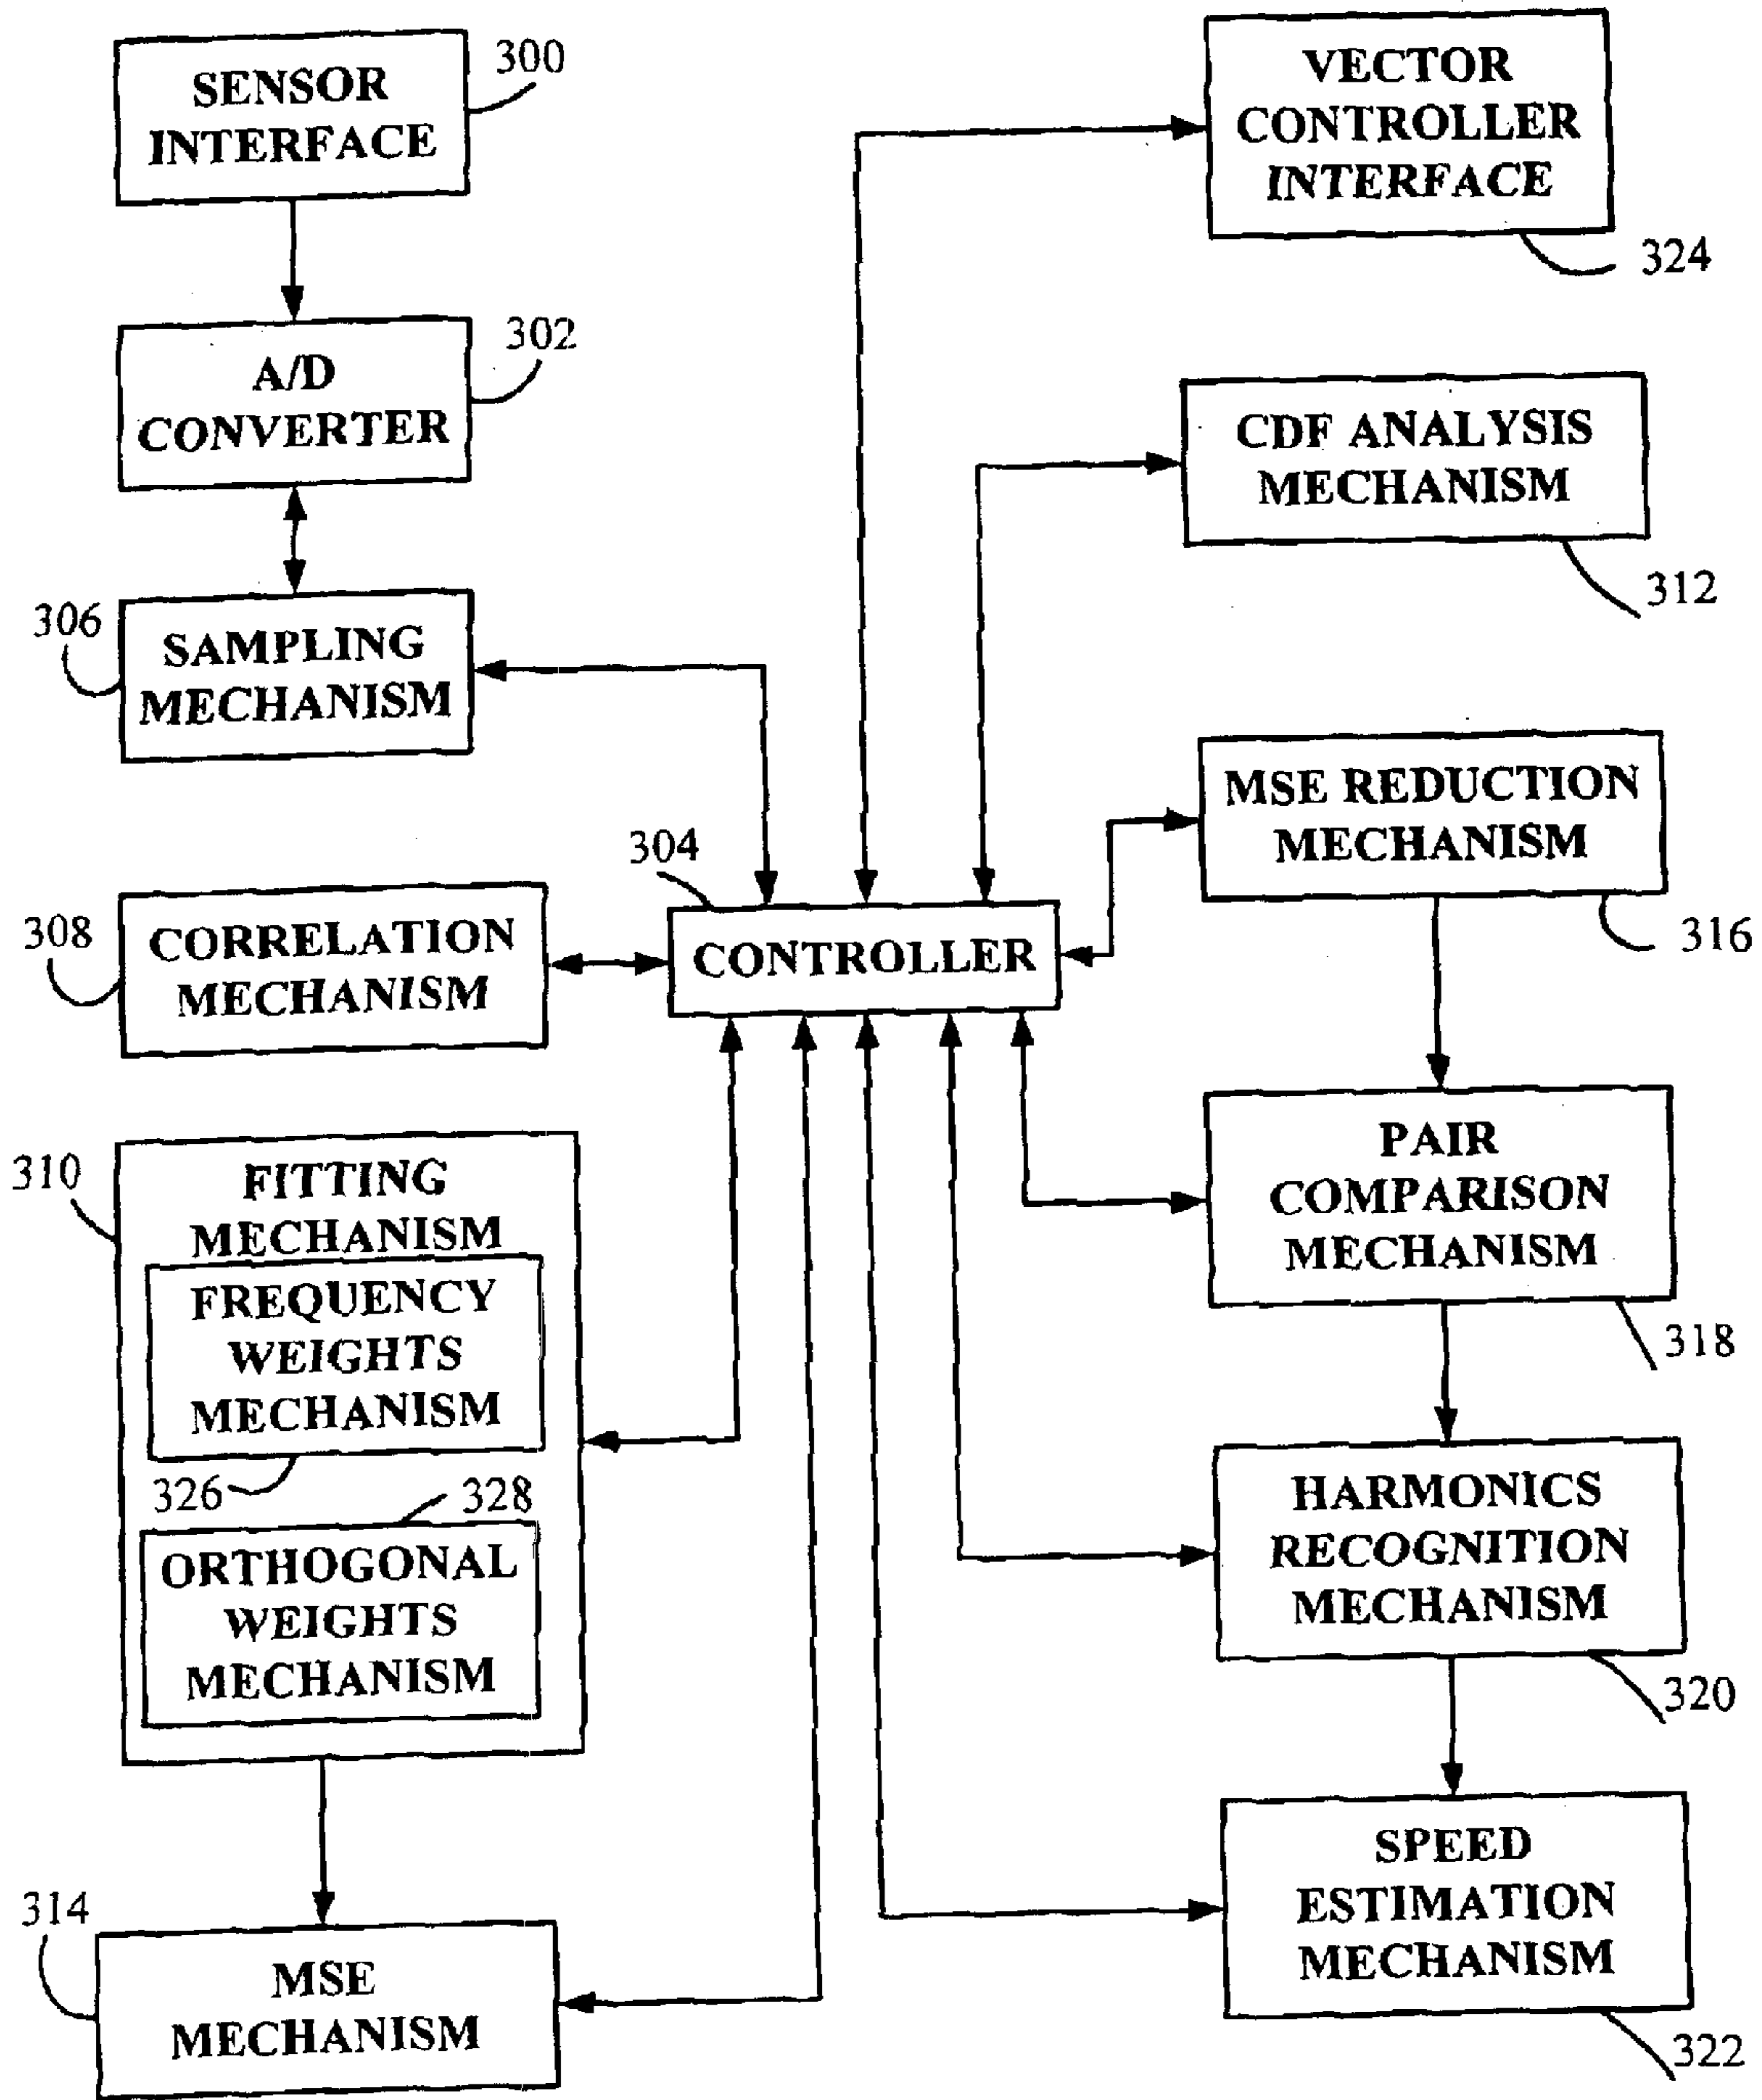 SENSOR
INTERFACE
300
A/D
CONVERTER
302
306
SAMPLING
MECHANISM
308
CORRELATION
MECHANISM
304
CONTROLLER
310
FITTING
MECHANISM
FREQUENCY
WEIGHTS
MECHANISM
326
328
ORTHOGONAL
WEIGHTS
MECHANISM
314
MSE
MECHANISM
VECTOR
CONTROLLER
INTERFACE
324
CDF ANALYSIS
MECHANISM
312
MSE REDUCTION
MECHANISM
316
PAIR
COMPARISON
MECHANISM
318
HARMONICS
RECOGNITION
MECHANISM
320
SPEED
ESTIMATION
MECHANISM
322